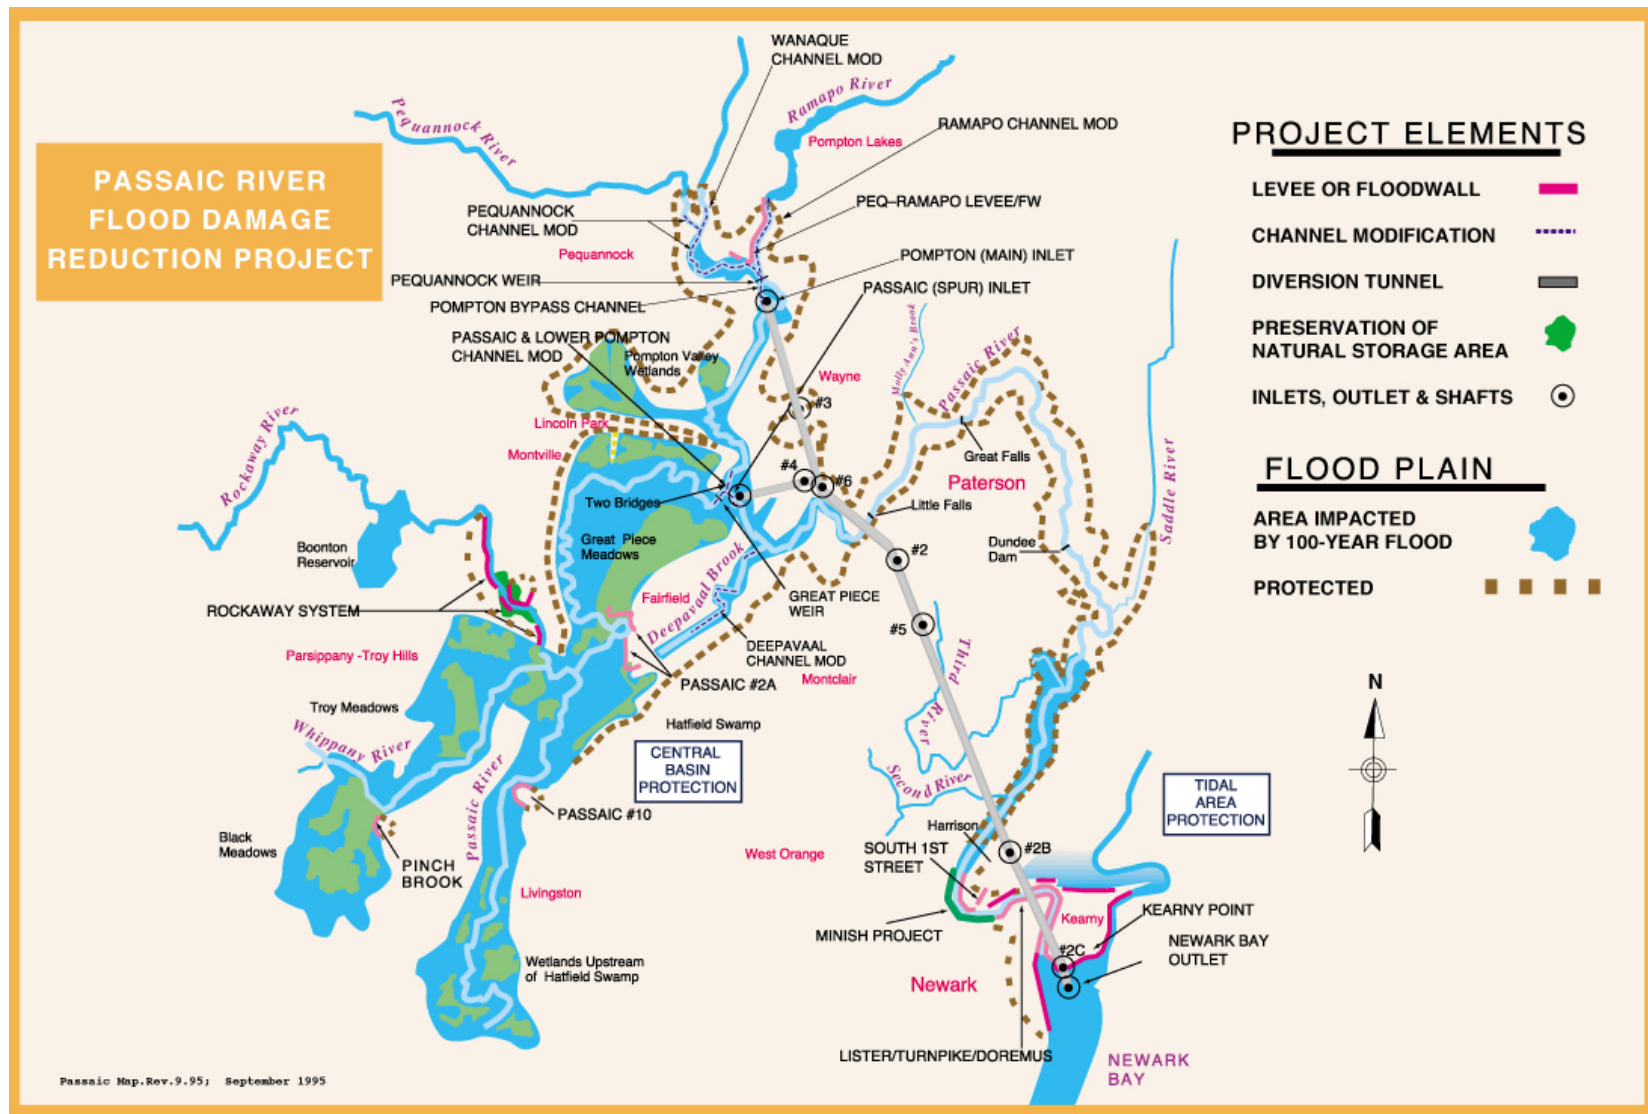 PASSAIC RIVER
FLOOD DAMAGE
REDUCTION PROJECT
WANAQUE
CHANNEL MOD
Ramapo River
Pequannock River
Pompton Lakes
RAMAPO CHANNEL MOD
PEQUANNOCK
CHANNEL MOD
PEQ–RAMAPO LEVEE/FW
Pequannock
POMPTON (MAIN) INLET
PEQUANNOCK WEIR
PASSAIC (SPUR) INLET
POMPTON BYPASS CHANNEL
PASSAIC & LOWER POMPTON
CHANNEL MOD
Pompton Valley
Wetlands
Molly Ann's Brook
Passaic River
Wayne
#3
Lincoln Park
Montville
Great Falls
Rockaway River
#4
#6
Paterson
Saddle River
Two Bridges
Little Falls
Great Piece
Meadows
Boonton
Reservoir
Dundee
Dam
#2
Deepavaal Brook
Fairfield
GREAT PIECE
WEIR
ROCKAWAY SYSTEM
#5
Third
River
Parsippany -Troy Hills
DEEPAVAAL
CHANNEL MOD
PASSAIC #2A
Montclair
Troy Meadows
Hatfield Swamp
Whippany River
CENTRAL
BASIN
PROTECTION
Passaic River
Second River
TIDAL
AREA
PROTECTION
PASSAIC #10
Harrison
Black
Meadows
PINCH
BROOK
West Orange
SOUTH 1ST
STREET
#2B
Livingston
MINISH PROJECT
Kearny
KEARNY POINT
NEWARK BAY
OUTLET
#2C
Wetlands Upstream
of Hatfield Swamp
Newark
LISTER/TURNPIKE/DOREMUS
NEWARK
BAY
Passaic Map.Rev.9.95; September 1995
PROJECT ELEMENTS
LEVEE OR FLOODWALL
CHANNEL MODIFICATION
DIVERSION TUNNEL
PRESERVATION OF
NATURAL STORAGE AREA
INLETS, OUTLET & SHAFTS
FLOOD PLAIN
AREA IMPACTED
BY 100-YEAR FLOOD
PROTECTED
N